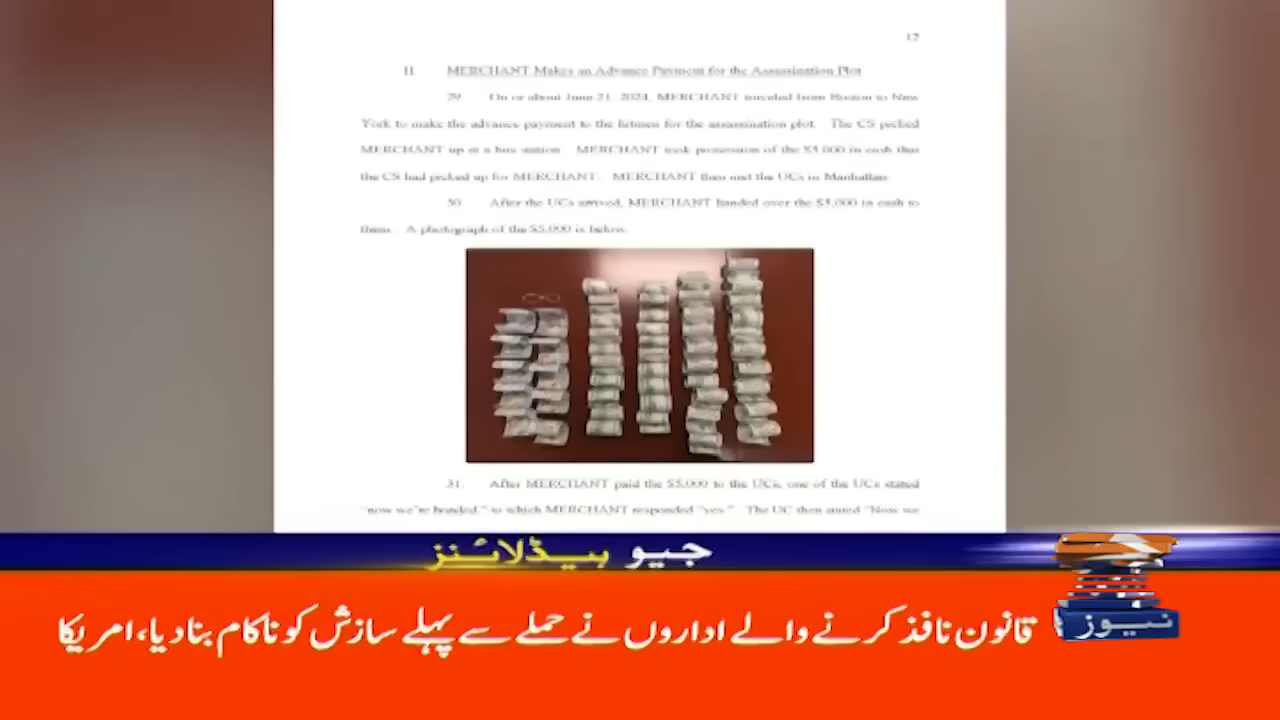 12
II. MERCHANT Makes an Advance Payment for the Assassination Plot
29. On or about June 21, 2024, MERCHANT traveled from Boston to New
York to make the advance payment to the hitmen for the assassination plot. The CS picked
MERCHANT up at a bus station. MERCHANT took possession of the $5,000 in cash that
the CS had picked up for MERCHANT. MERCHANT then met the UCs in Manhattan.
30. After the UCs arrived, MERCHANT handed over the $5,000 in cash to
them. A photograph of the $5,000 is below.
31. After MERCHANT paid the $5,000 to the UCs, one of the UCs stated
“now we’re bonded,” to which MERCHANT responded “yes.” The UC then stated “Now we
جیو ہیڈلائنز
قانون نافذ کرنے والے اداروں نے حملے سے پہلے سازش کو ناکام بنا دیا، امریکا
نیوز